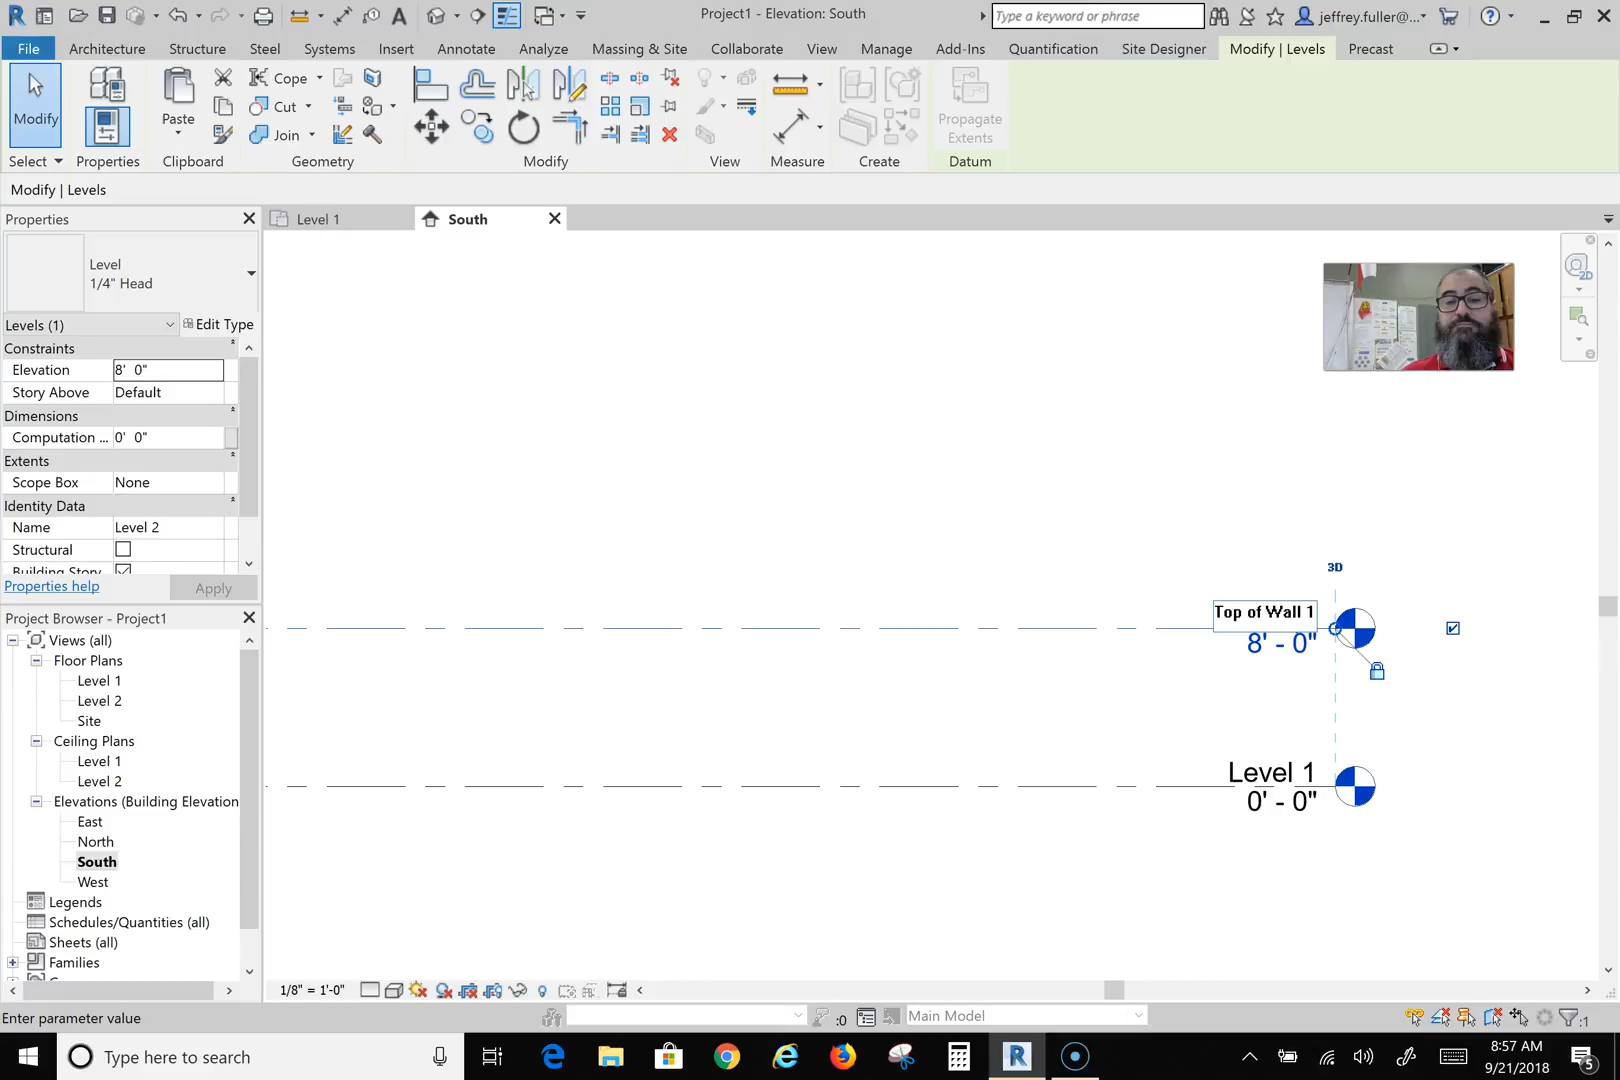 Project1 - Elevation: South
Type a keyword or phrase
jeffrey.fuller@...
File Architecture Structure Steel Systems Insert Annotate Analyze Massing & Site Collaborate View Manage Add-Ins Quantification Site Designer Modify | Levels Precast
Modify
Paste
Cope
Cut
Join
Propagate
Extents
Select Properties Clipboard Geometry Modify View Measure Create Datum
Modify | Levels
Properties
Level 1
South
Level
1/4" Head
Levels (1)
Edit Type
Constraints
Elevation 8' 0"
Story Above Default
Dimensions
Computation ... 0' 0"
Extents
Scope Box None
Identity Data
Name Level 2
Structural
Building Story
Properties help
Apply
Project Browser - Project1
Views (all)
Floor Plans
Level 1
Level 2
Site
Ceiling Plans
Level 1
Level 2
Elevations (Building Elevation
East
North
South
West
Legends
Schedules/Quantities (all)
Sheets (all)
Families
2D
3D
Top of Wall 1
8' - 0"
Level 1
0' - 0"
1/8" = 1'-0"
Enter parameter value
:0
Main Model
:1
Type here to search
8:57 AM
9/21/2018
5